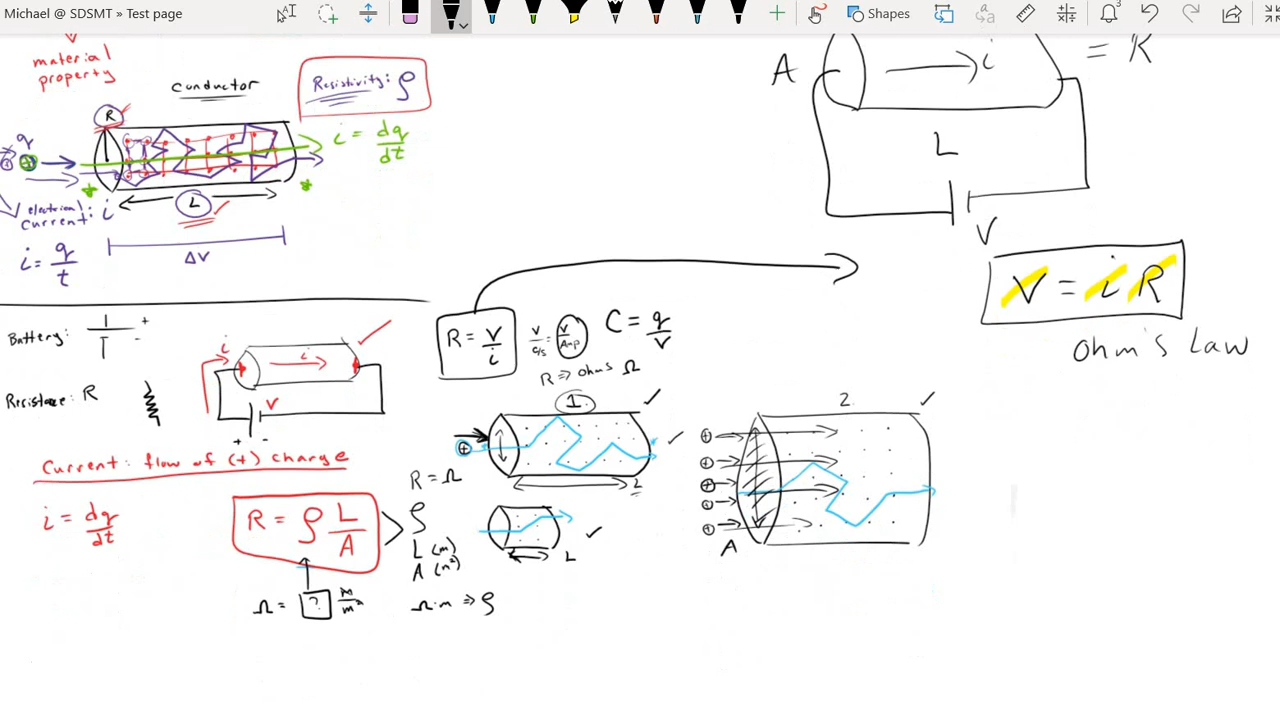 Michael @ SDSMT » Test page
Shapes
material
property
conductor
Resistivity: ρ
R
q
i = dq/dt
L
electrical
current: i
i = q/t
ΔV
A
i
= R
L
V
V = i R
Ohm's Law
Battery:
+
-
Resistance: R
i
i
V
+ -
R = V/i
V/C/s = V/Amp
C = q/V
R => ohms Ω
Current: flow of (+) charge
i = dq/dt
R = ρ L/A
Ω = ? m/m²
1
L
R = Ω
ρ
L (m)
A (m²)
Ω·m => ρ
L
2.
A